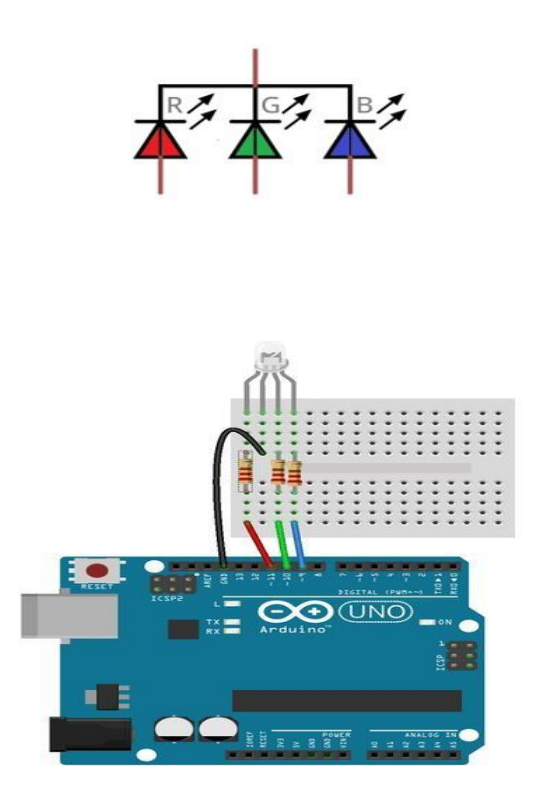 R G B
AREF
GND
13
12
~11
~10
~9
8
7
~6
~5
~4
~3
2
TX▸1
RX◂0
RESET
ICSP2
DIGITAL (PWM=~)
L
TX
RX
UNO
Arduino™
ON
1
ICSP
POWER
ANALOG IN
IOREF
RESET
3V3
5V
GND
GND
VIN
A0
A1
A2
A3
A4
A5